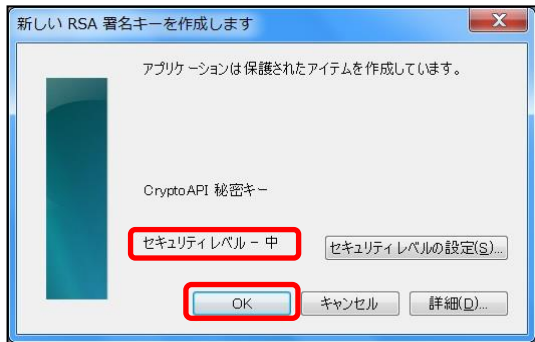 新しい RSA 署名キーを作成します
アプリケーションは保護されたアイテムを作成しています。
CryptoAPI 秘密キー
セキュリティ レベル - 中
セキュリティ レベルの設定(S)...
OK
キャンセル
詳細(D)...